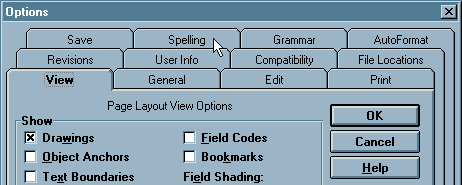 Options
Save Spelling Grammar AutoFormat
Revisions User Info Compatibility File Locations
View General Edit Print
Page Layout View Options
Show
Drawings Field Codes
Object Anchors Bookmarks
Text Boundaries Field Shading:
OK
Cancel
Help